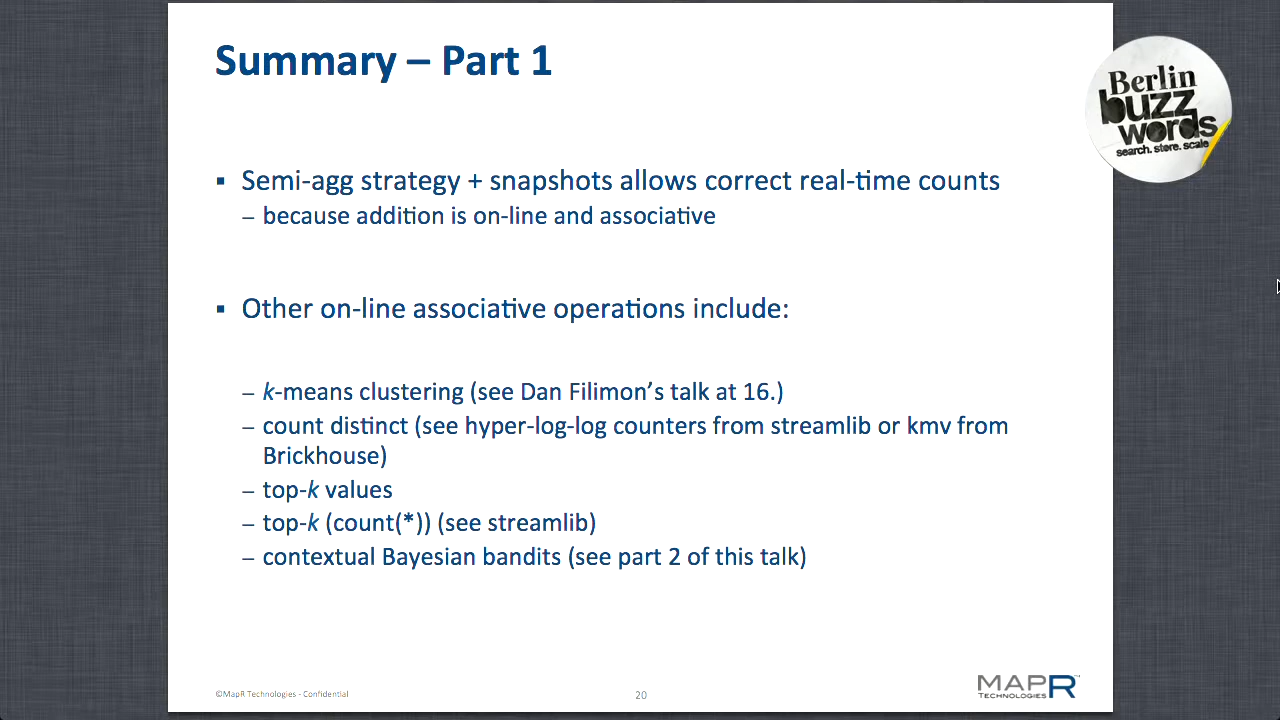 Summary – Part 1
Berlin
buzz
words
search. store. scale
▪ Semi-agg strategy + snapshots allows correct real-time counts
– because addition is on-line and associative
▪ Other on-line associative operations include:
– k-means clustering (see Dan Filimon’s talk at 16.)
– count distinct (see hyper-log-log counters from streamlib or kmv from
Brickhouse)
– top-k values
– top-k (count(*)) (see streamlib)
– contextual Bayesian bandits (see part 2 of this talk)
©MapR Technologies - Confidential
20
MAPR™
TECHNOLOGIES